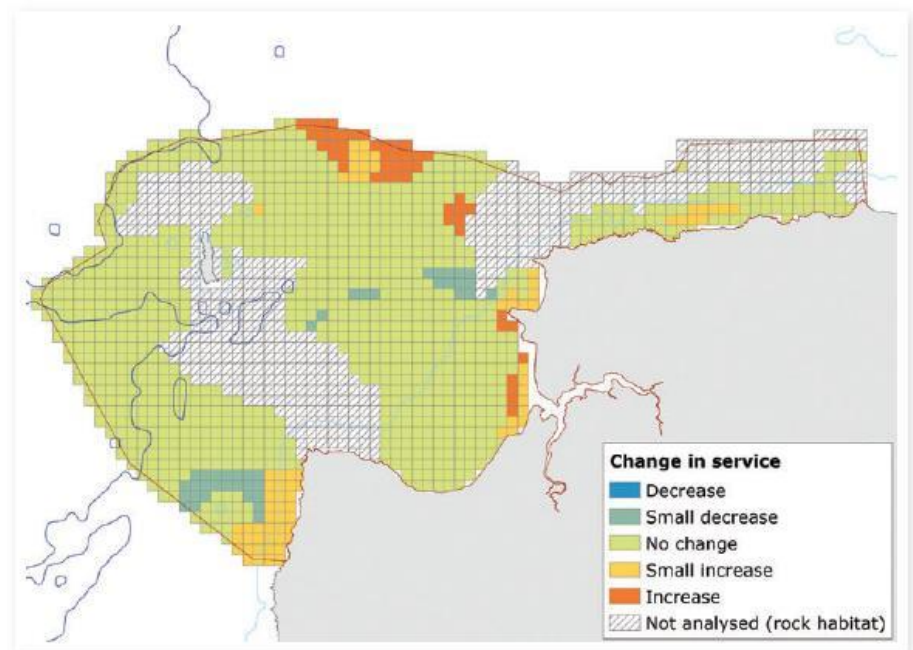 Change in service
Decrease
Small decrease
No change
Small increase
Increase
Not analysed (rock habitat)